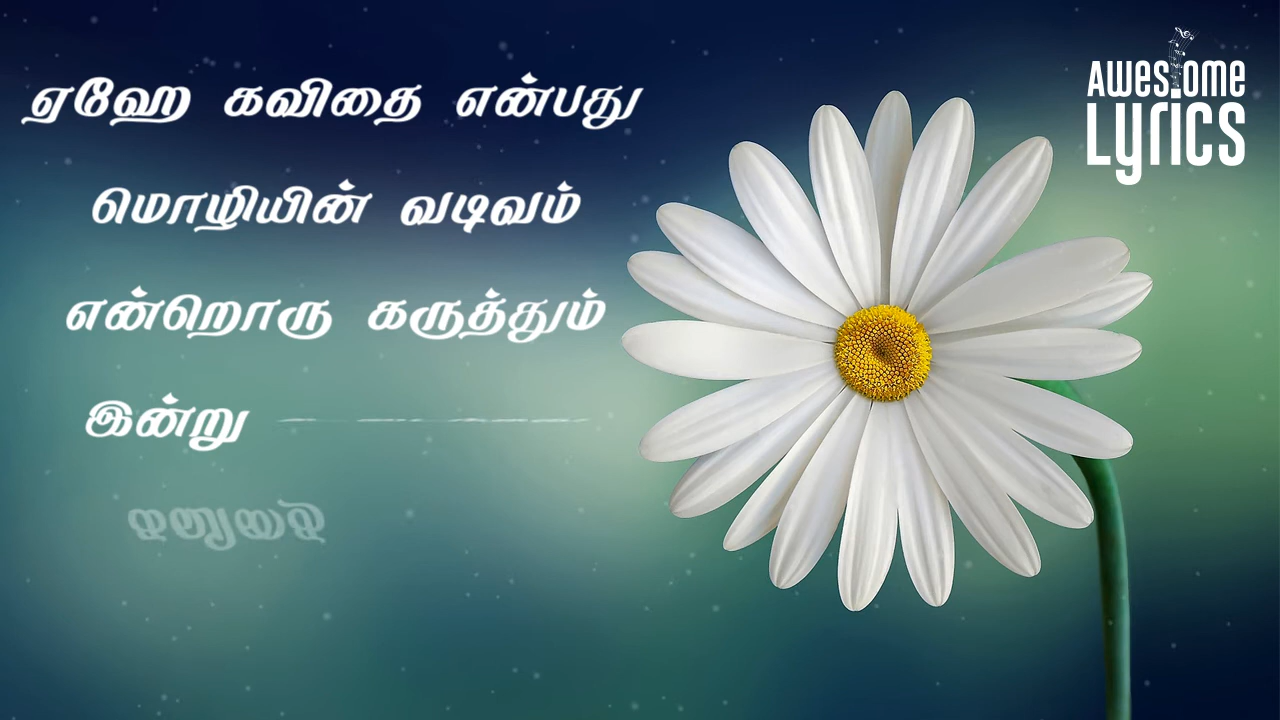 ஏஹே கவிதை என்பது
மொழியின் வடிவம்
என்றொரு கருத்தும்
இன்று
AWESOME
LYRICS